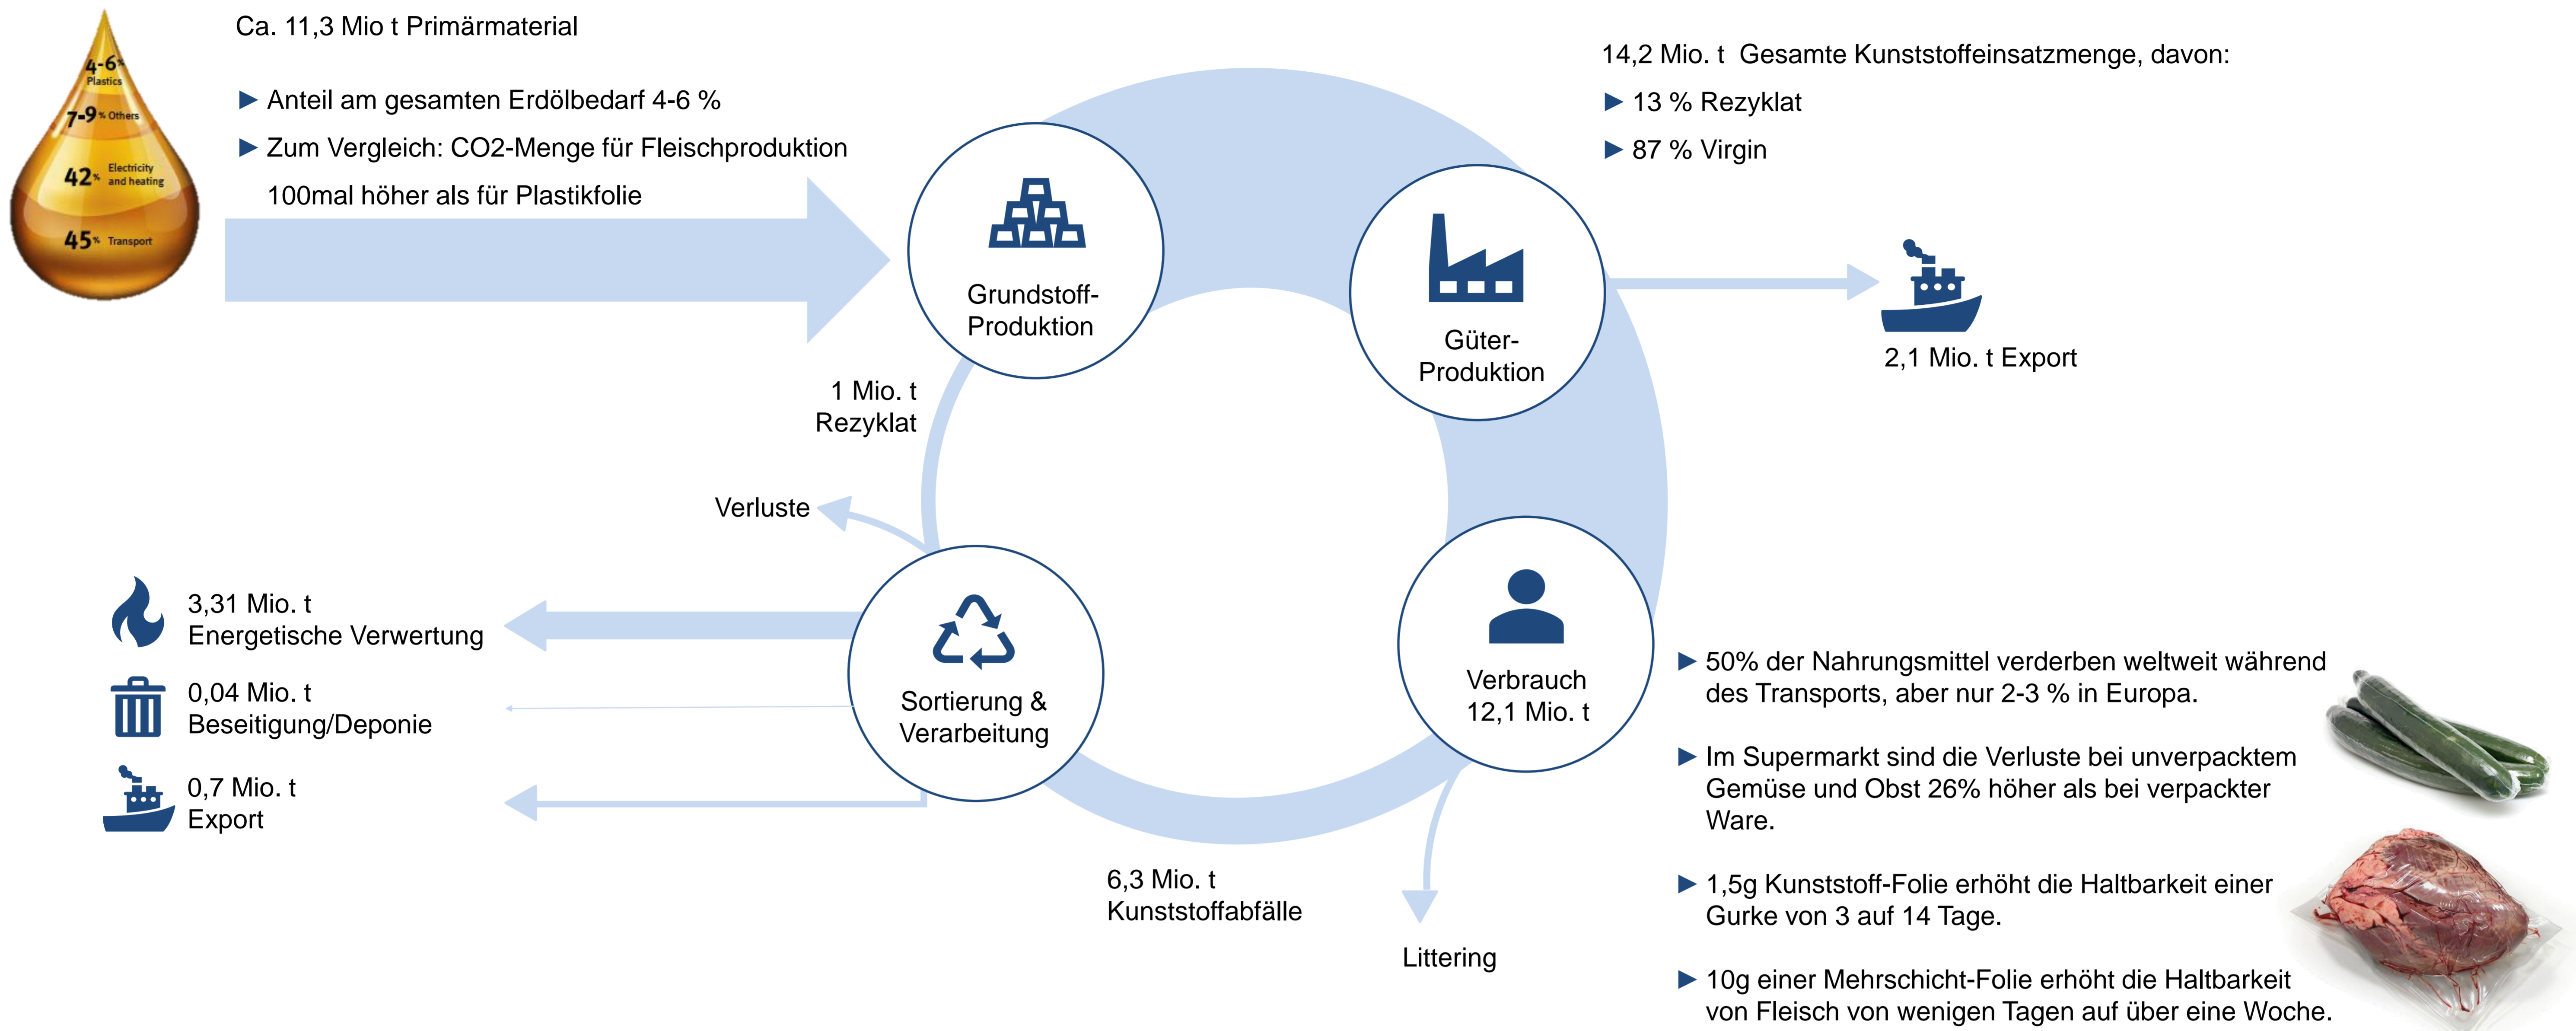 Ca. 11,3 Mio t Primärmaterial
► Anteil am gesamten Erdölbedarf 4-6 %
► Zum Vergleich: CO2-Menge für Fleischproduktion
100mal höher als für Plastikfolie
4-6%
Plastics
7-9% Others
42% Electricity
and heating
45% Transport
14,2 Mio. t  Gesamte Kunststoffeinsatzmenge, davon:
► 13 % Rezyklat
► 87 % Virgin
Grundstoff-
Produktion
Güter-
Produktion
2,1 Mio. t Export
1 Mio. t
Rezyklat
Verluste
3,31 Mio. t
Energetische Verwertung
0,04 Mio. t
Beseitigung/Deponie
0,7 Mio. t
Export
Sortierung &
Verarbeitung
Verbrauch
12,1 Mio. t
6,3 Mio. t
Kunststoffabfälle
Littering
► 50% der Nahrungsmittel verderben weltweit während
des Transports, aber nur 2-3 % in Europa.
► Im Supermarkt sind die Verluste bei unverpacktem
Gemüse und Obst 26% höher als bei verpackter
Ware.
► 1,5g Kunststoff-Folie erhöht die Haltbarkeit einer
Gurke von 3 auf 14 Tage.
► 10g einer Mehrschicht-Folie erhöht die Haltbarkeit
von Fleisch von wenigen Tagen auf über eine Woche.